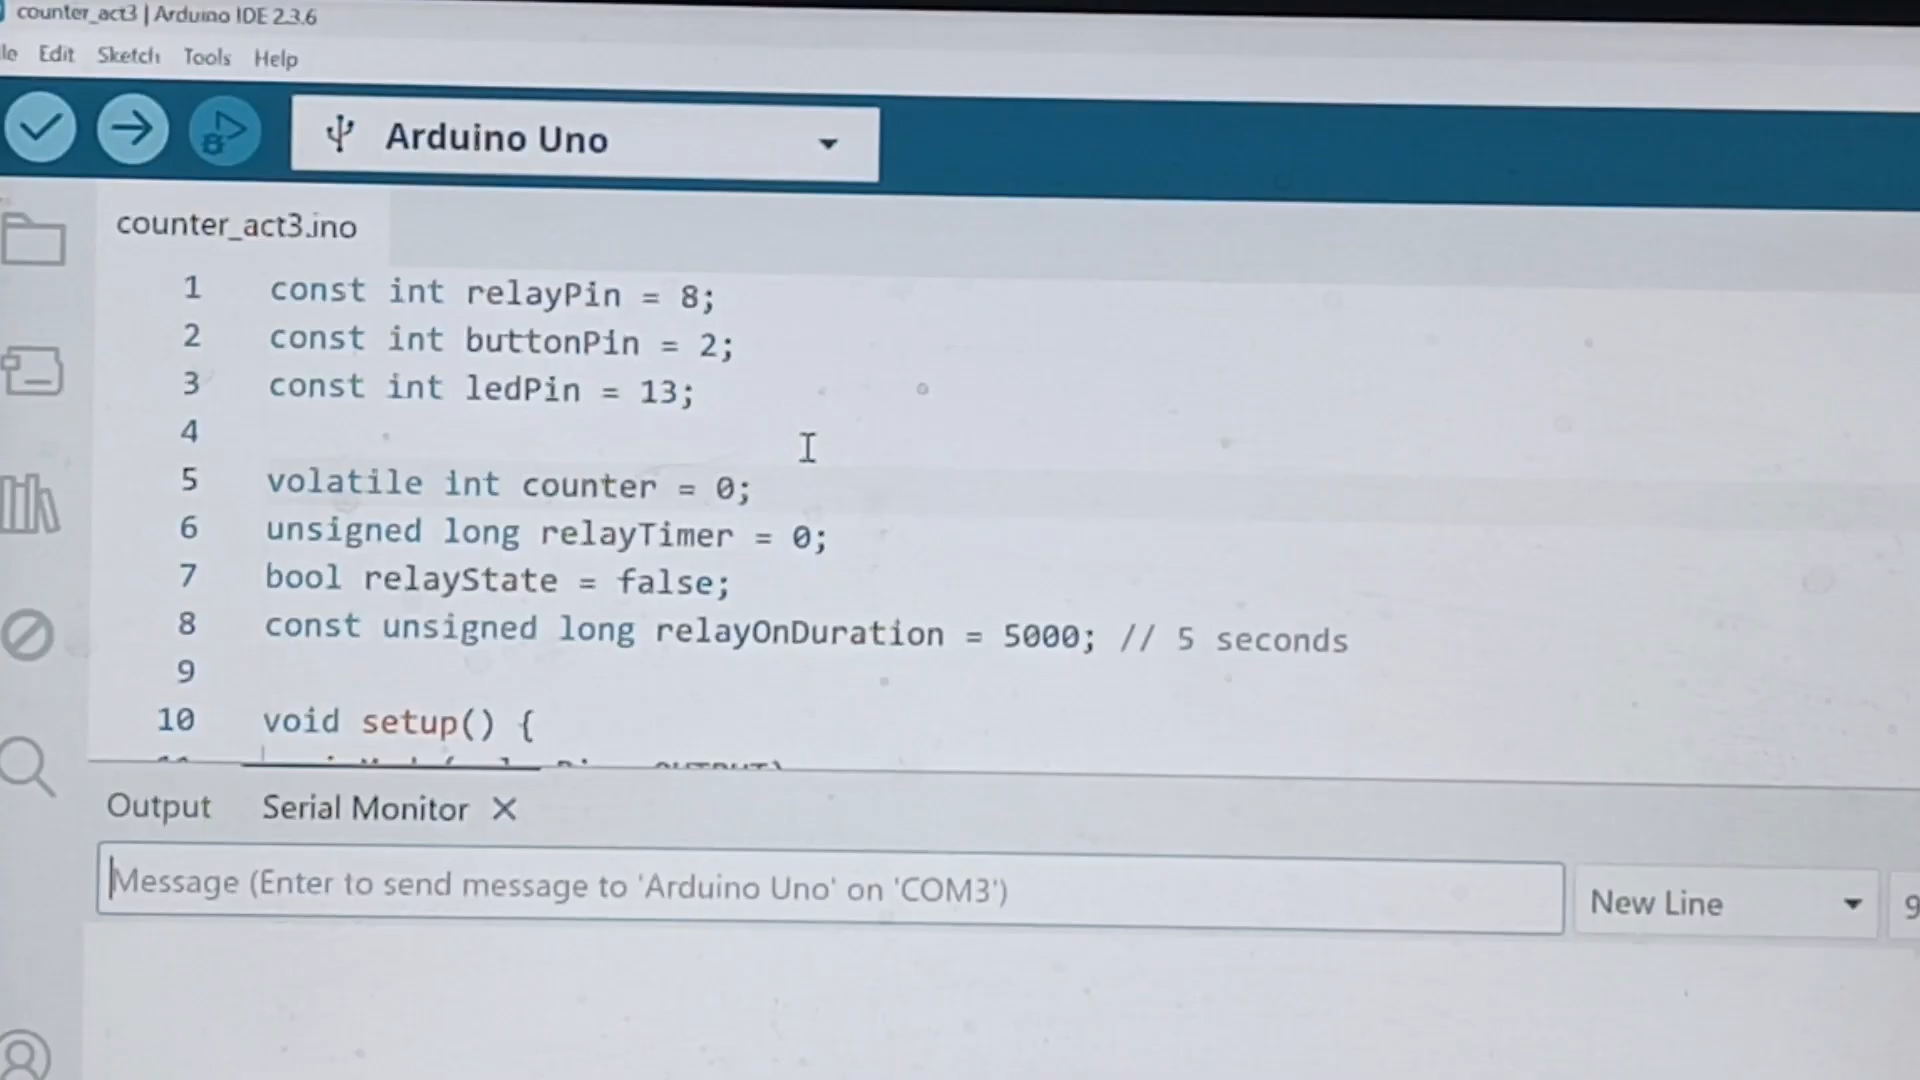 counter_act3 | Arduino IDE 2.3.6
Edit Sketch Tools Help
Arduino Uno
counter_act3.ino
1 const int relayPin = 8;
2 const int buttonPin = 2;
3 const int ledPin = 13;
4
5 volatile int counter = 0;
6 unsigned long relayTimer = 0;
7 bool relayState = false;
8 const unsigned long relayOnDuration = 5000; // 5 seconds
9
10 void setup() {
Output Serial Monitor
Message (Enter to send message to 'Arduino Uno' on 'COM3')
New Line